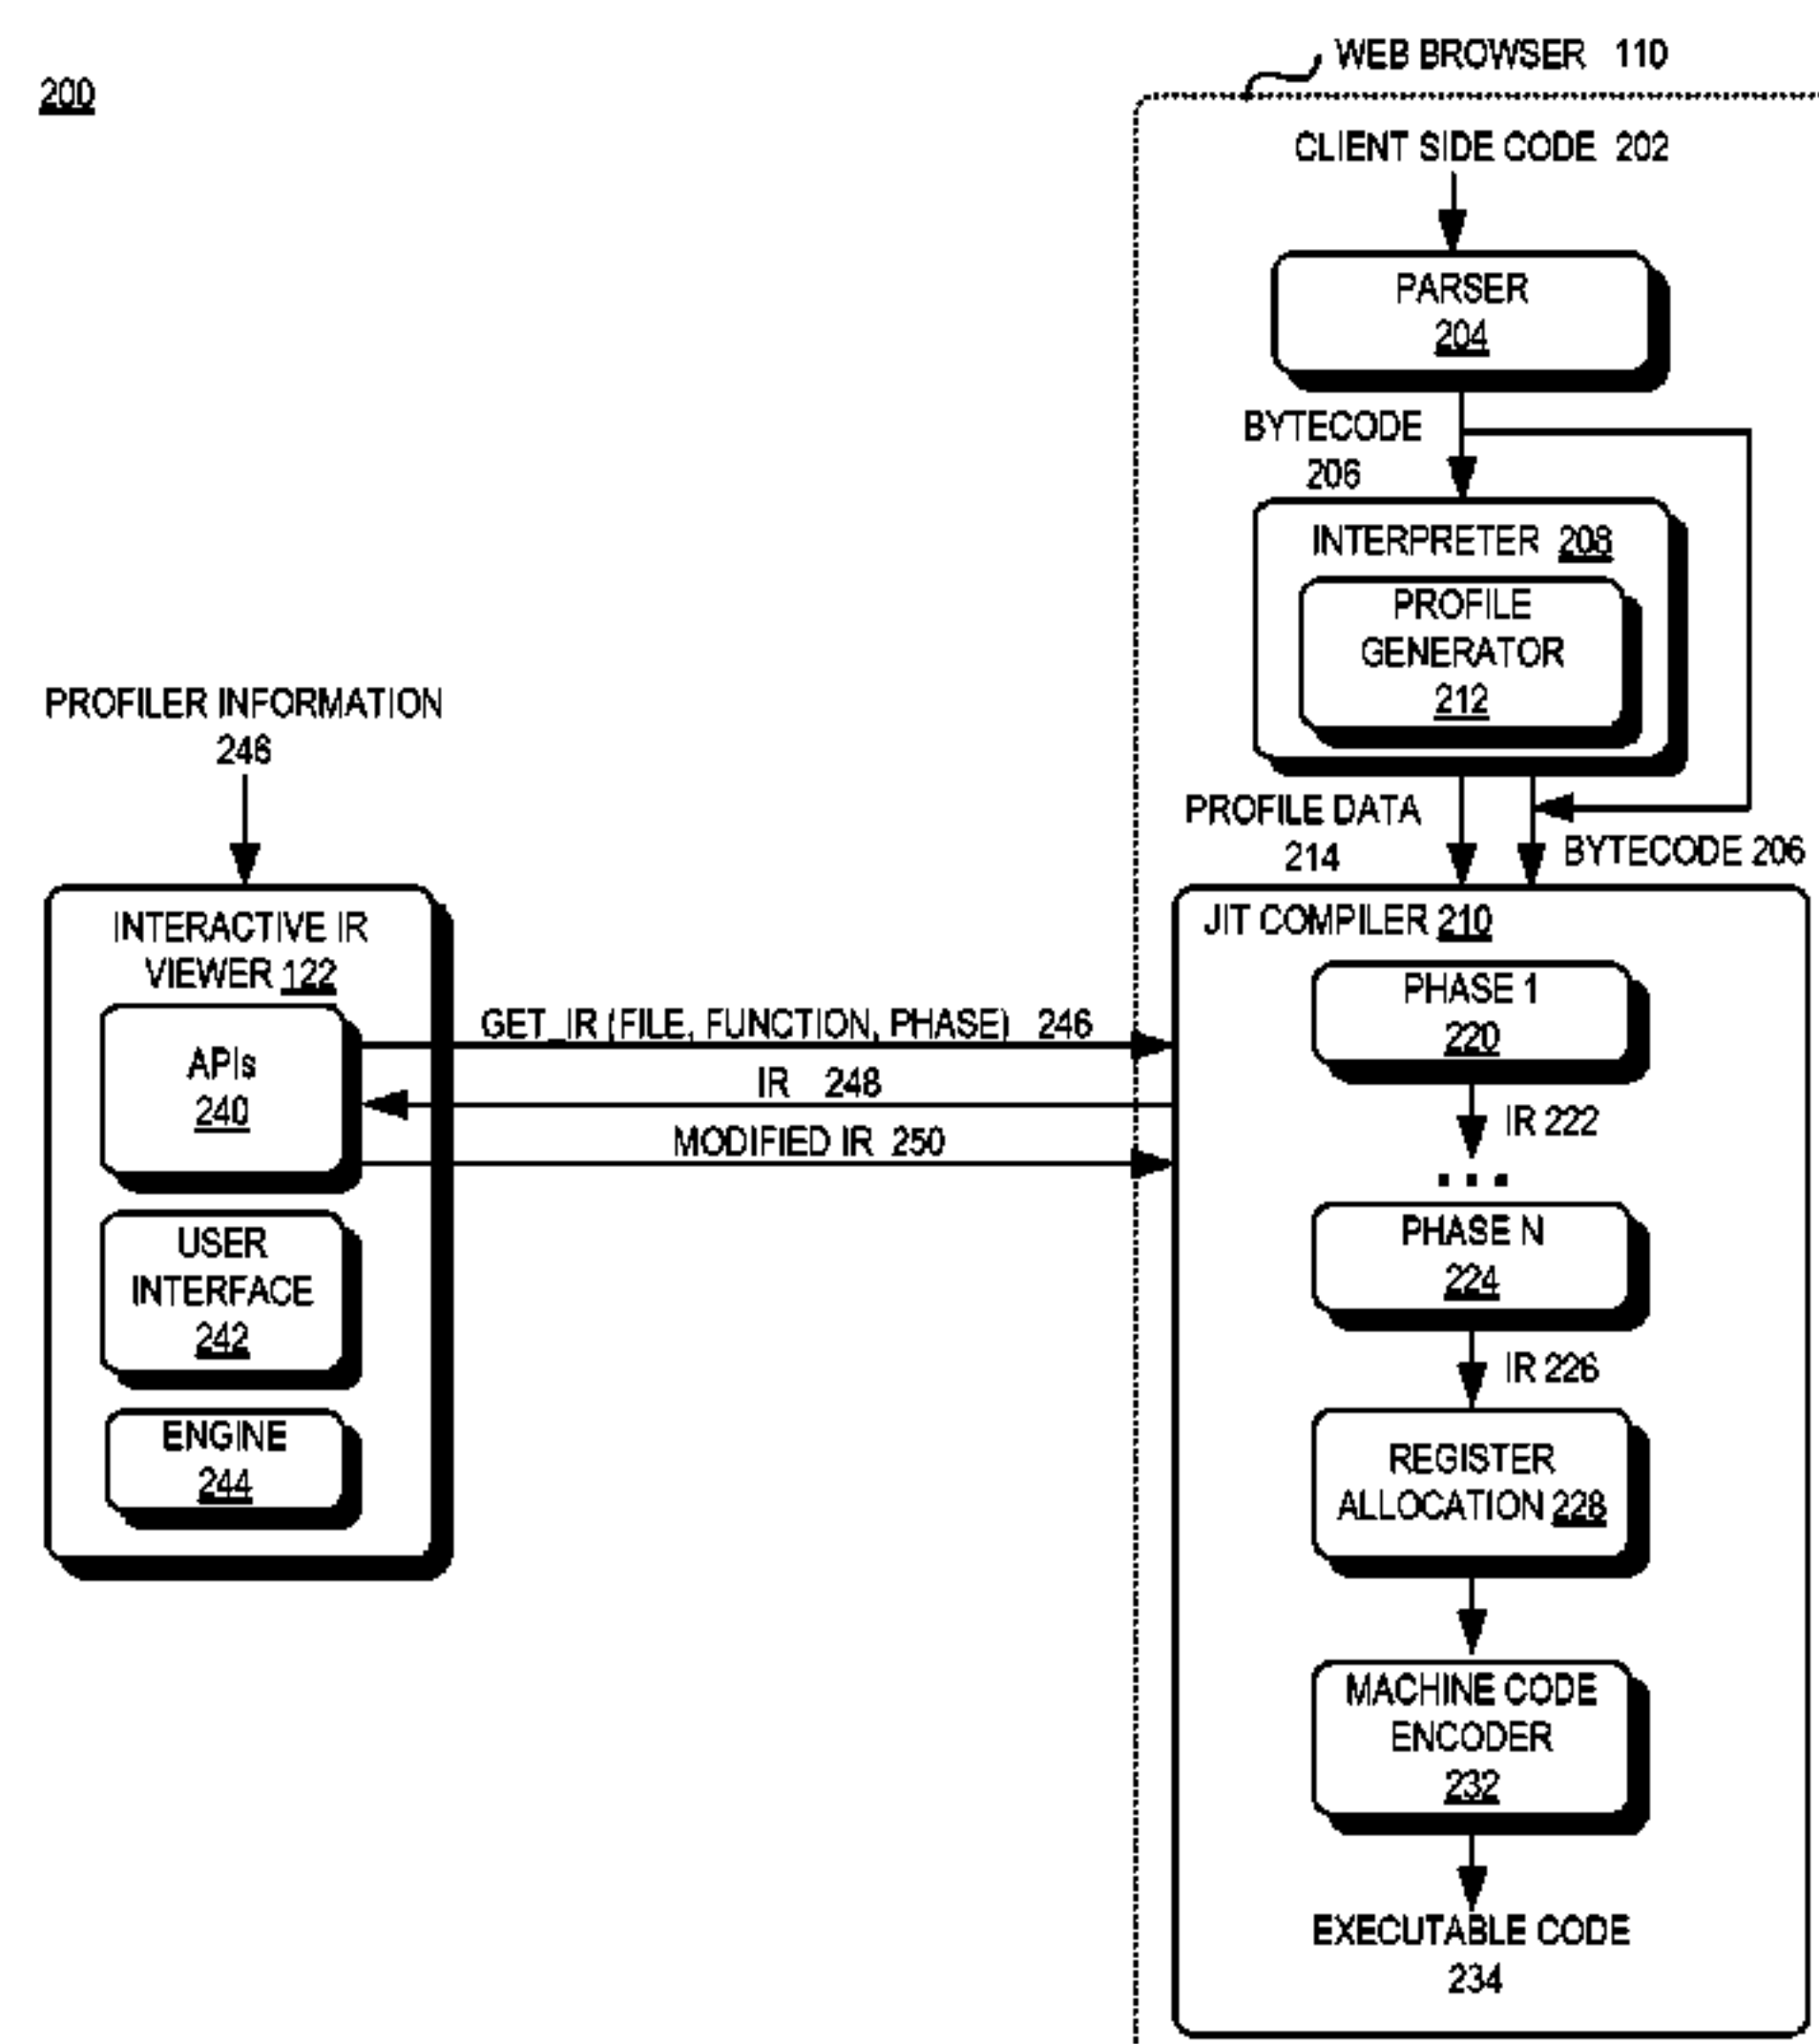 200
WEB BROWSER 110
CLIENT SIDE CODE 202
PARSER
204
BYTECODE
206
INTERPRETER 208
PROFILE
GENERATOR
212
PROFILE DATA
214
BYTECODE 206
PROFILER INFORMATION
246
INTERACTIVE IR
VIEWER 122
APIs
240
USER
INTERFACE
242
ENGINE
244
GET_IR (FILE, FUNCTION, PHASE) 246
IR 248
MODIFIED IR 250
JIT COMPILER 210
PHASE 1
220
IR 222
...
PHASE N
224
IR 226
REGISTER
ALLOCATION 228
MACHINE CODE
ENCODER
232
EXECUTABLE CODE
234